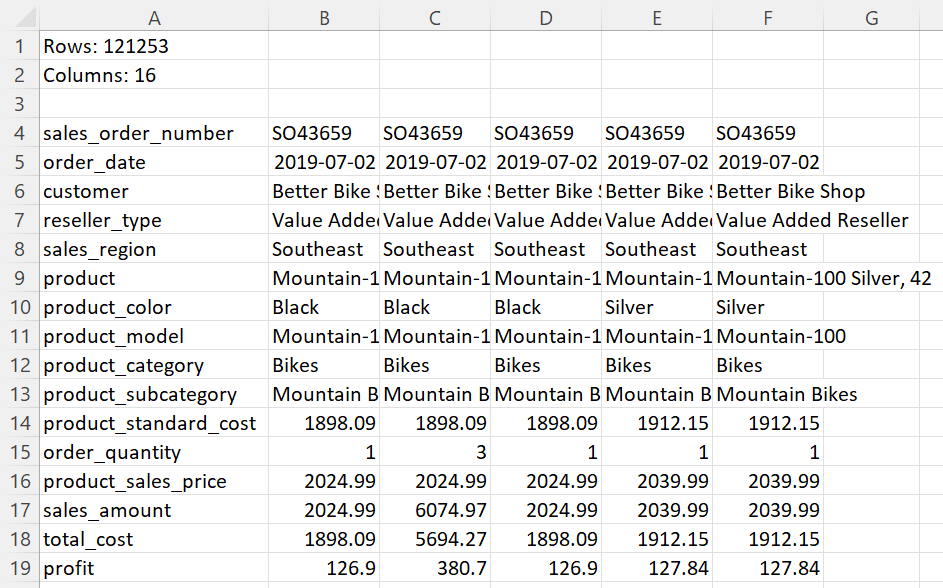 A B C D E F G
1 Rows: 121253
2 Columns: 16
3
4 sales_order_number SO43659 SO43659 SO43659 SO43659 SO43659
5 order_date 2019-07-02 2019-07-02 2019-07-02 2019-07-02 2019-07-02
6 customer Better Bike Better Bike Better Bike Better Bike Better Bike Shop
7 reseller_type Value Added Value Added Value Added Value Added Value Added Reseller
8 sales_region Southeast Southeast Southeast Southeast Southeast
9 product Mountain-1 Mountain-1 Mountain-1 Mountain-1 Mountain-100 Silver, 42
10 product_color Black Black Black Silver Silver
11 product_model Mountain-1 Mountain-1 Mountain-1 Mountain-1 Mountain-100
12 product_category Bikes Bikes Bikes Bikes Bikes
13 product_subcategory Mountain B Mountain B Mountain B Mountain B Mountain Bikes
14 product_standard_cost 1898.09 1898.09 1898.09 1912.15 1912.15
15 order_quantity 1 3 1 1 1
16 product_sales_price 2024.99 2024.99 2024.99 2039.99 2039.99
17 sales_amount 2024.99 6074.97 2024.99 2039.99 2039.99
18 total_cost 1898.09 5694.27 1898.09 1912.15 1912.15
19 profit 126.9 380.7 126.9 127.84 127.84